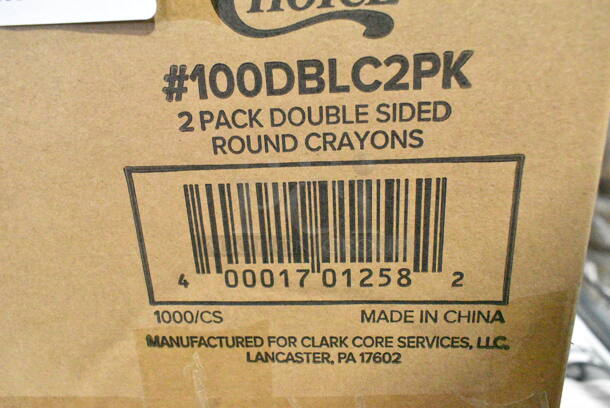 CHOICE
#100DBLC2PK
2 PACK DOUBLE SIDED
ROUND CRAYONS
4 00017 01258 2
1000/CS MADE IN CHINA
MANUFACTURED FOR CLARK CORE SERVICES, LLC.
LANCASTER, PA 17602